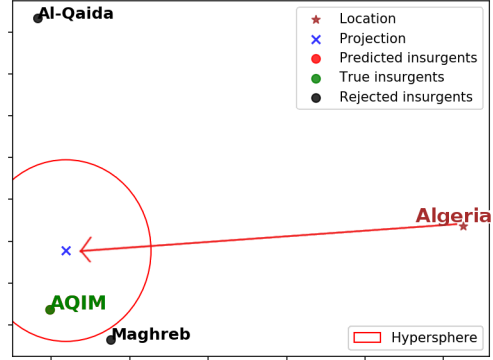 Al-Qaida
Location
Projection
Predicted insurgents
True insurgents
Rejected insurgents
Algeria
AQIM
Maghreb
Hypersphere